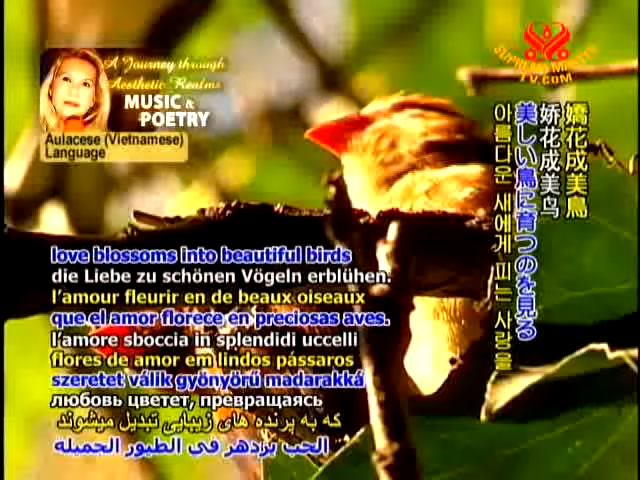 A Journey through
Aesthetic Realms
MUSIC &
POETRY
Aulacese (Vietnamese)
Language
SUPREME MASTER
TV.COM
嬌花成美鳥
娇花成美鸟
美しい鳥に育つのを見る
아름다운 새에게 피는 사랑을
love blossoms into beautiful birds
die Liebe zu schönen Vögeln erblühen.
l’amour fleurir en de beaux oiseaux
que el amor florece en preciosas aves.
l’amore sboccia in splendidi uccelli
flores de amor em lindos pássaros
szeretet válik gyönyörű madarakká
любовь цветет, превращаясь
که به پرنده های زیبایی تبدیل میشوند
الحب يزدهر في الطيور الجميله